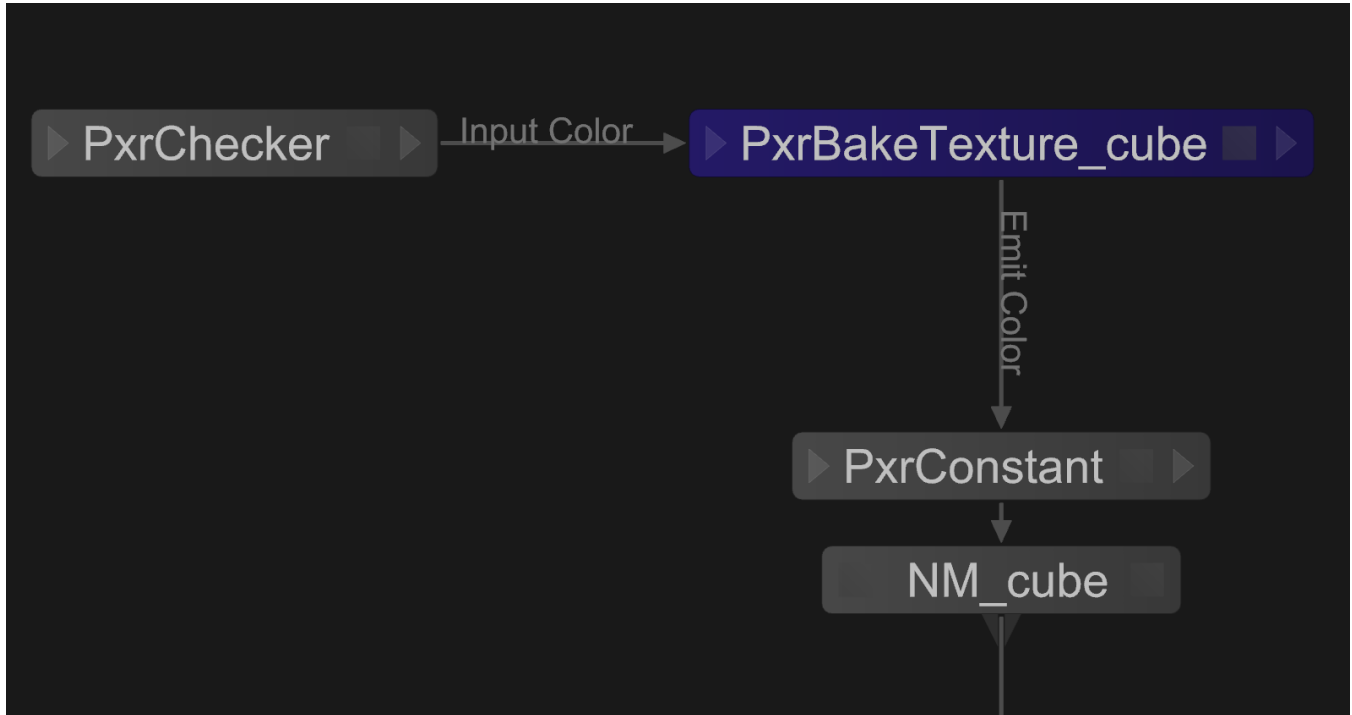 PxrChecker
Input Color
PxrBakeTexture_cube
Emit Color
PxrConstant
NM_cube